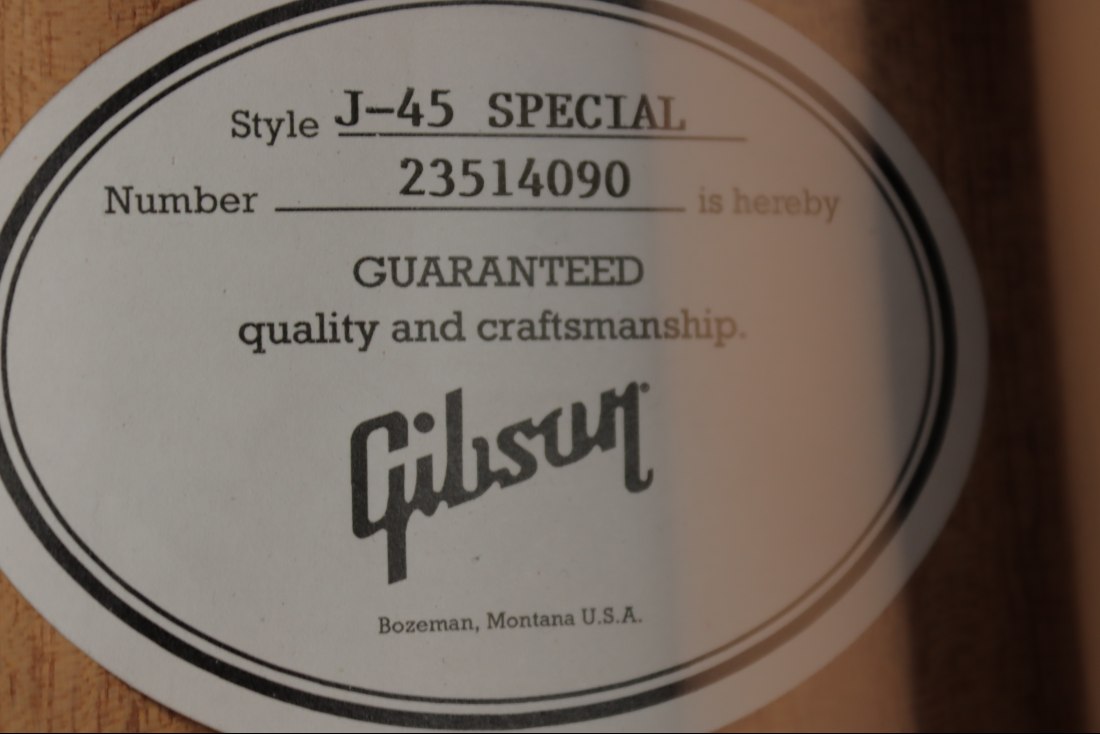 Style J-45 SPECIAL
Number 23514090 is hereby
GUARANTEED
quality and craftsmanship.
Gibson
Bozeman, Montana U.S.A.